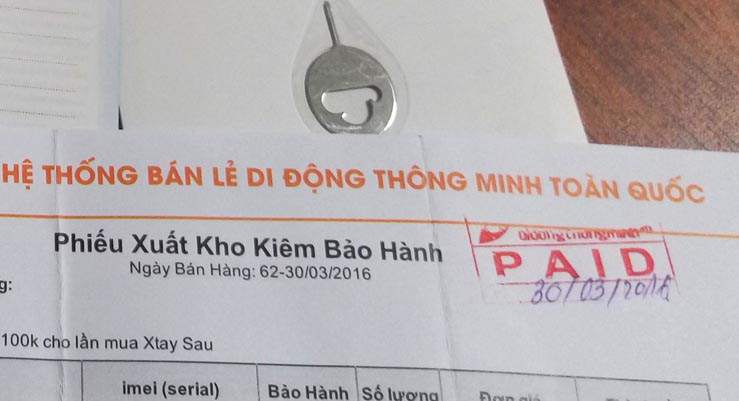 HỆ THỐNG BÁN LẺ DI ĐỘNG THÔNG MINH TOÀN QUỐC
Phiếu Xuất Kho Kiêm Bảo Hành
Ngày Bán Hàng: 62-30/03/2016
PAID
30/03/2016
g:
100k cho lần mua Xtay Sau
imei (serial) Bảo Hành Số lượng Đơn giá